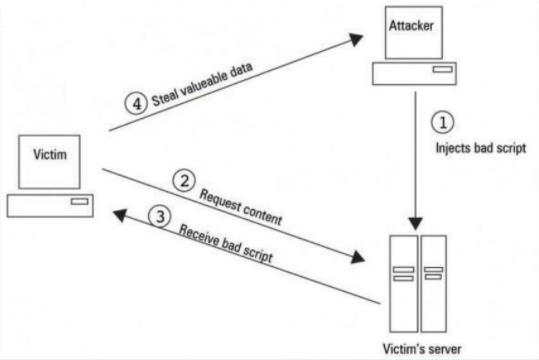 Attacker
④ Steal valueable data
①
Injects bad script
Victim
② Request content
③ Receive bad script
Victim's server